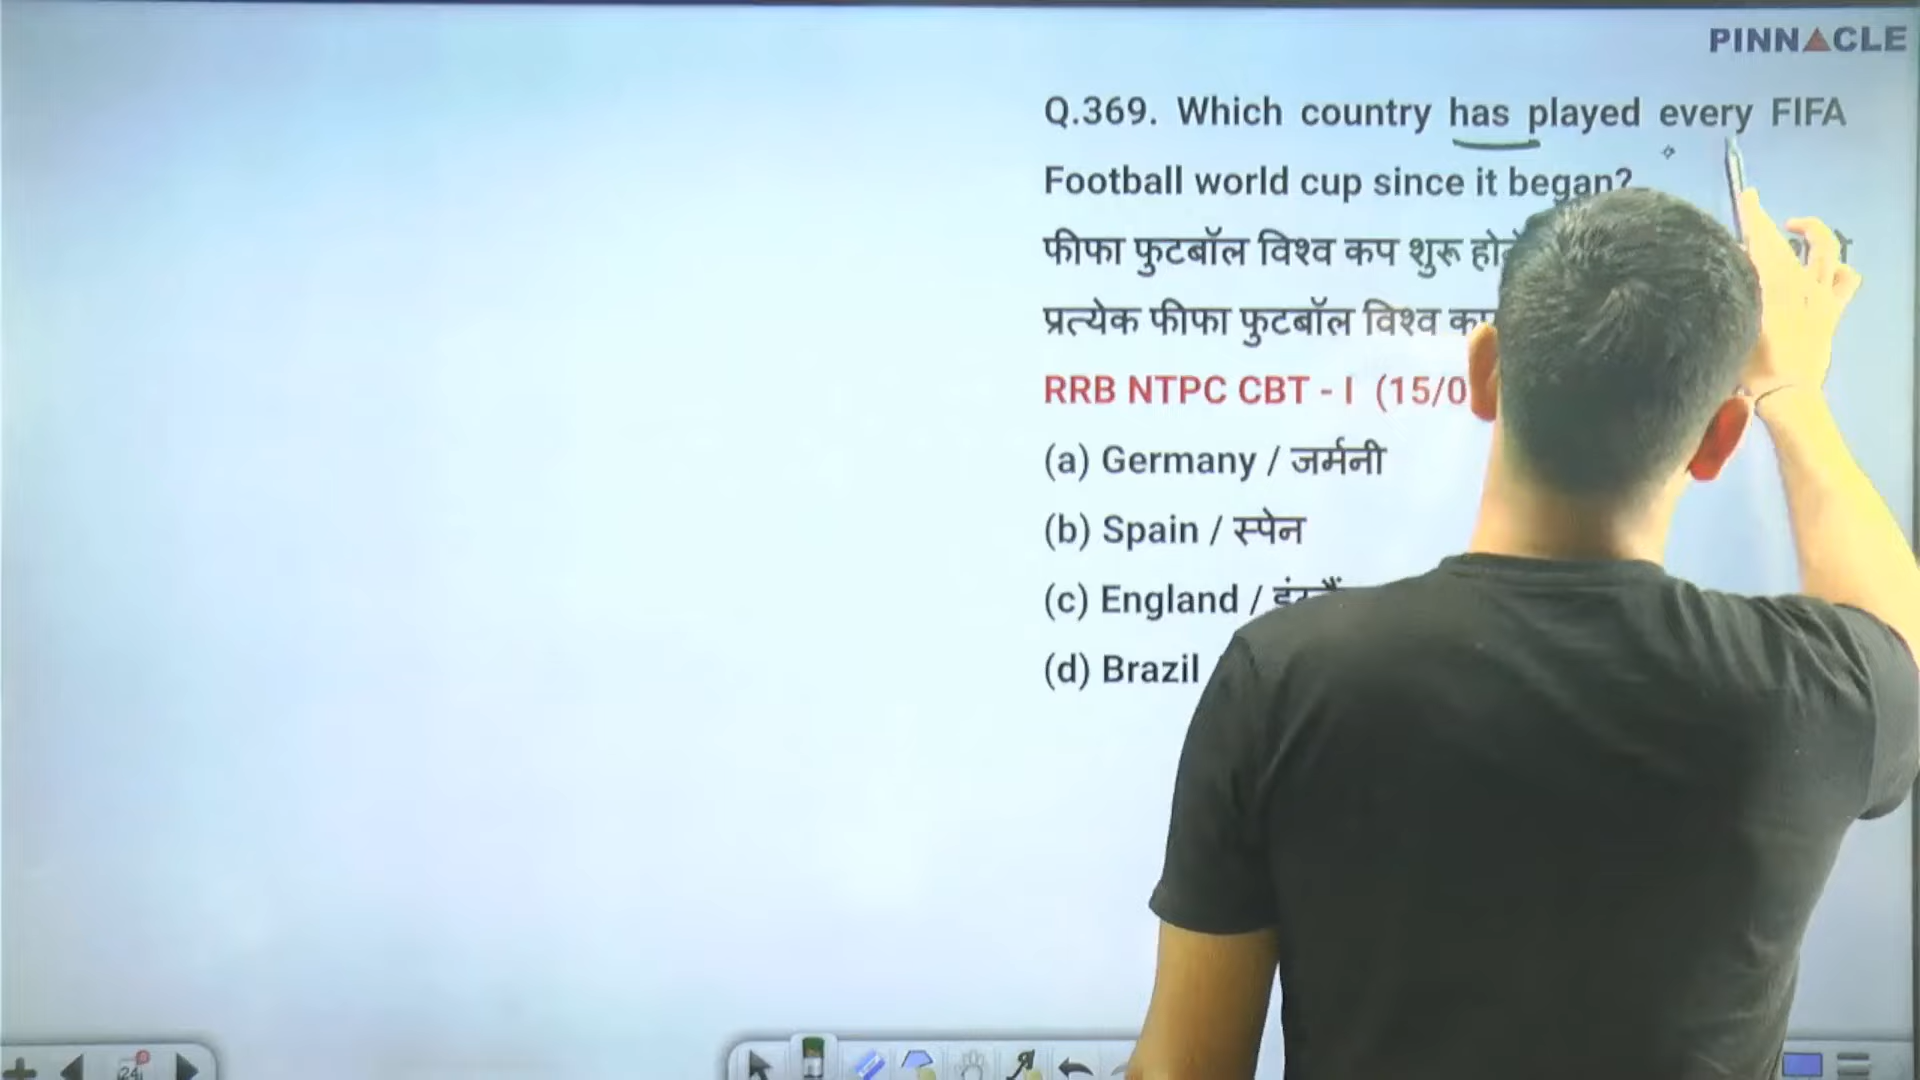 PINNACLE
Q.369. Which country has played every FIFA
Football world cup since it began?
फीफा फुटबॉल विश्व कप शुरू
प्रत्येक फीफा फुटबॉल विश्व
RRB NTPC CBT - I (15/0
(a) Germany / जर्मनी
(b) Spain / स्पेन
(c) England /
(d) Brazil
24